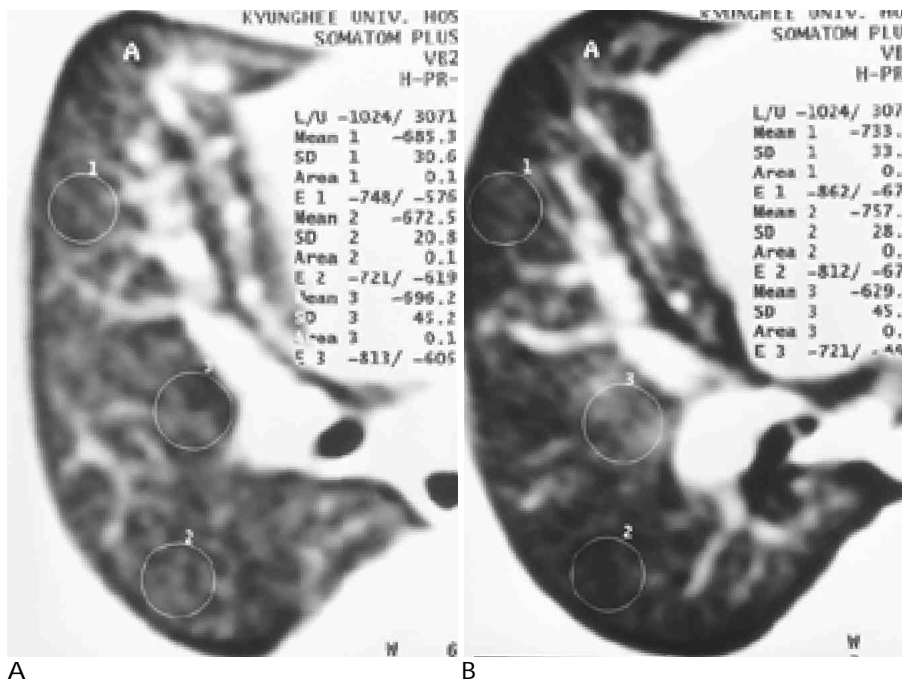 KYUNGHEE UNIV. HOS
SOMATOM PLUS
VB2
H-PR-
A
L/U -1024/ 3071
Mean 1 -685.3
SD 1 30.6
Area 1 0.1
E 1 -748/ -576
Mean 2 -672.5
SD 2 20.8
Area 2 0.1
E 2 -721/ -619
Mean 3 -696.2
SD 3 45.2
Area 3 0.1
E 3 -813/
1
2
W 6
A
KYUNGHEE UNIV. HOS
SOMATOM PLUS
VB
H-PR
A
L/U -1024/ 307
Mean 1 -733.
SD 1 33.
Area 1 0.
E 1 -862/ -67
Mean 2 -757.
SD 2 28.
Area 2 0.
E 2 -812/ -67
Mean 3 -629.
SD 3 45.
Area 3 0.
E 3 -721/
1
3
2
W
B